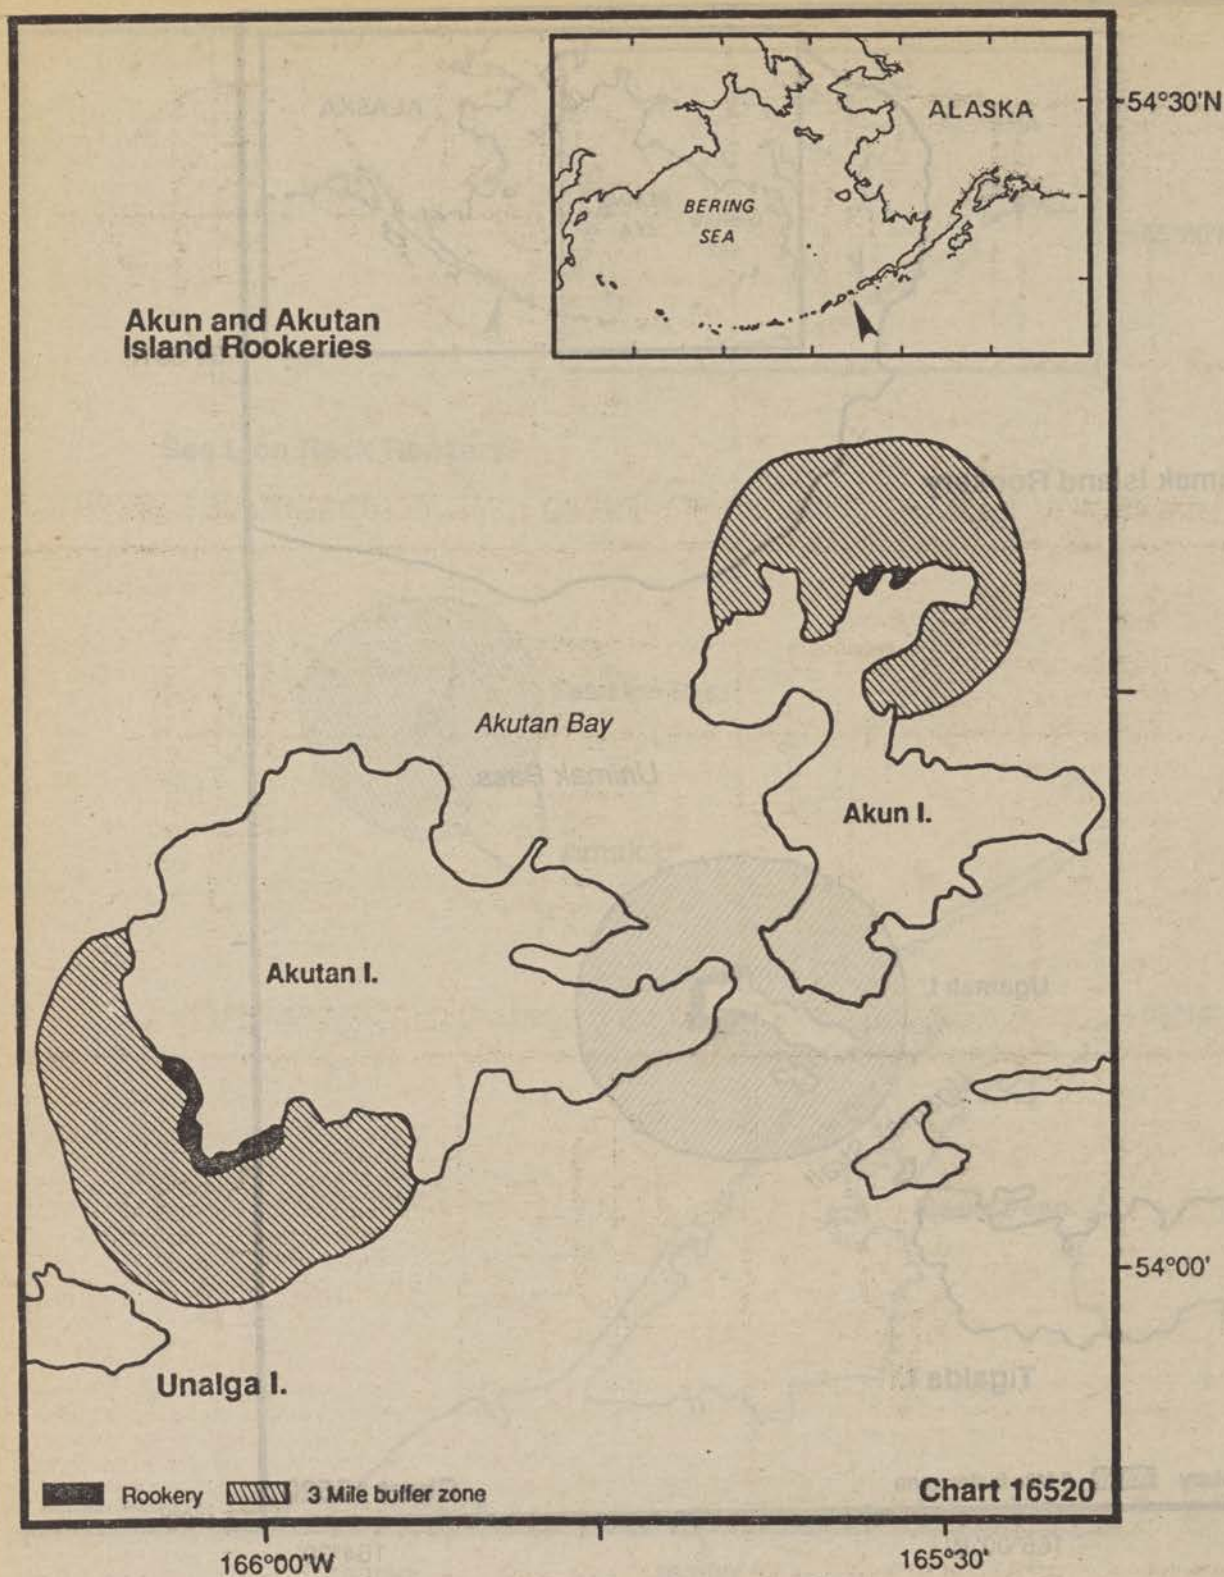 54°30'N
ALASKA
BERING
SEA
Akun and Akutan
Island Rookeries
Akutan Bay
Akun I.
Akutan I.
54°00'
Unalga I.
Rookery
3 Mile buffer zone
Chart 16520
166°00'W
165°30'